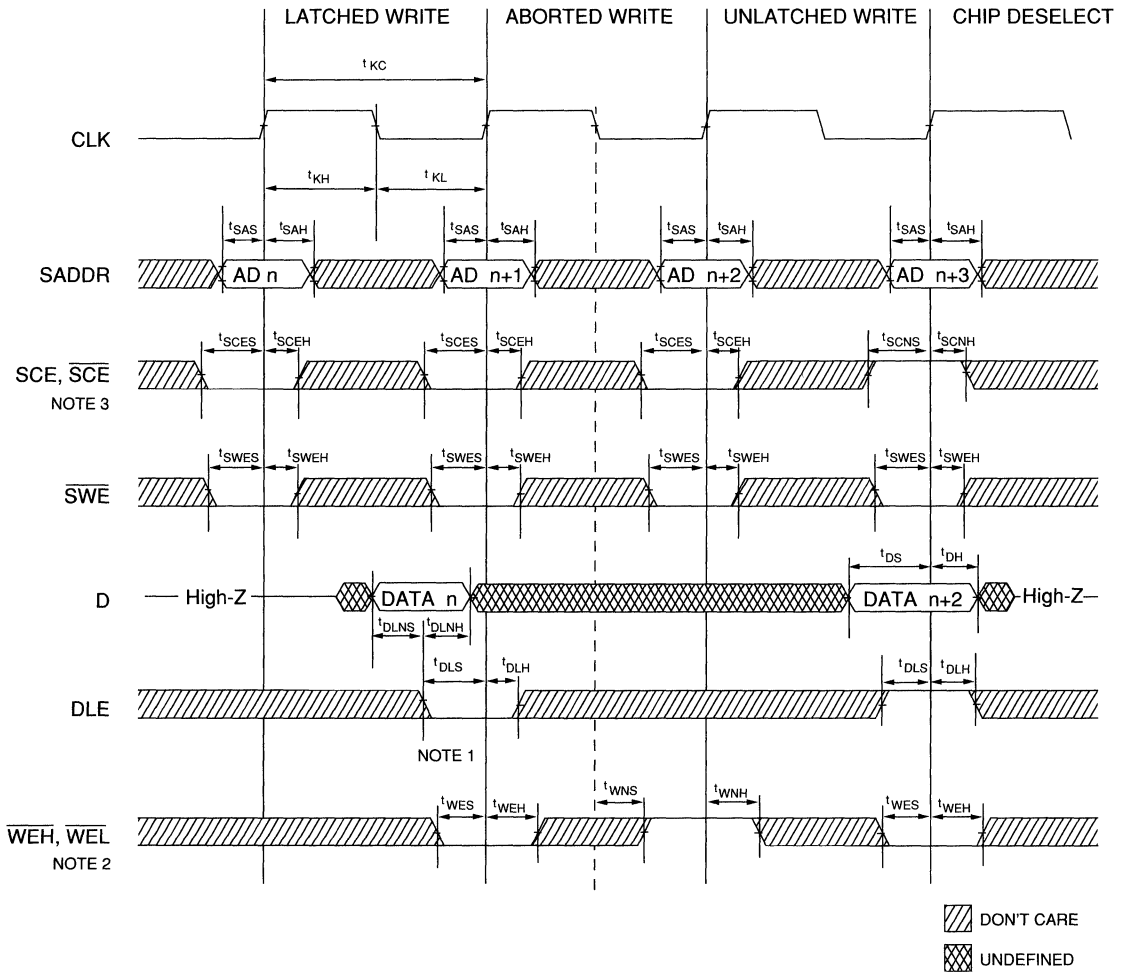 LATCHED WRITE ABORTED WRITE UNLATCHED WRITE CHIP DESELECT
tKC
CLK
tKH tKL
tSAS tSAH tSAS tSAH tSAS tSAH tSAS tSAH
SADDR AD n AD n+1 AD n+2 AD n+3
tSCES tSCEH tSCES tSCEH tSCES tSCEH tSCNS tSCNH
SCE, SCE
NOTE 3
tSWES tSWEH tSWES tSWEH tSWES tSWEH tSWES tSWEH
SWE
tDS tDH
D High-Z DATA n DATA n+2 High-Z
tDLNS tDLNH
tDLS tDLH tDLS tDLH
DLE
NOTE 1
tWES tWEH tWNS tWNH tWES tWEH
WEH, WEL
NOTE 2
DON'T CARE
UNDEFINED